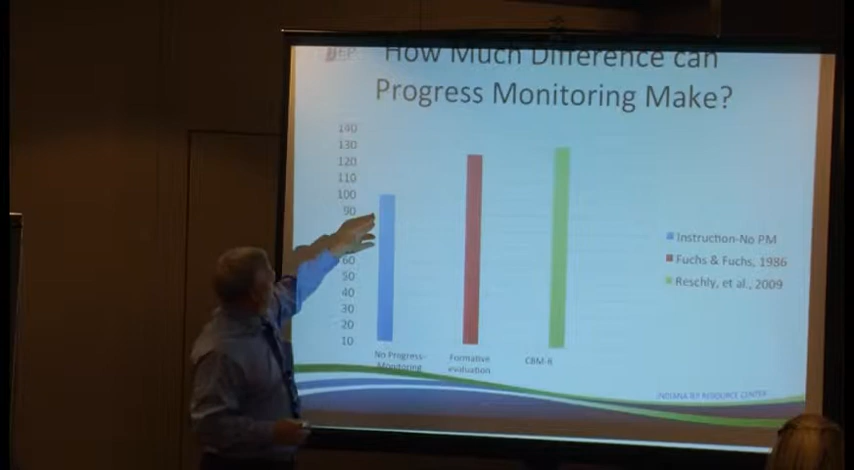 How Much Difference can
Progress Monitoring Make?
140
130
120
110
100
90
60
50
40
30
20
10
Instruction-No PM
Fuchs & Fuchs, 1986
Reschly, et al., 2009
No Progress-
Monitoring
Formative
evaluation
CBM-R
INDIANA IEP RESOURCE CENTER